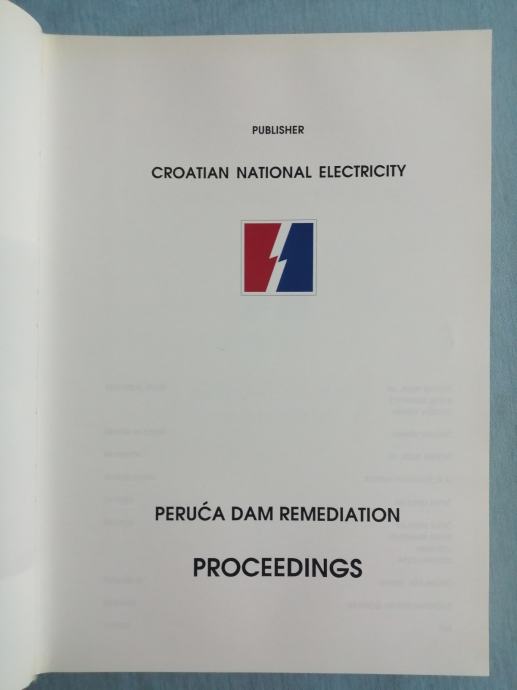 PUBLISHER
CROATIAN NATIONAL ELECTRICITY
PERUĆA DAM REMEDIATION
PROCEEDINGS